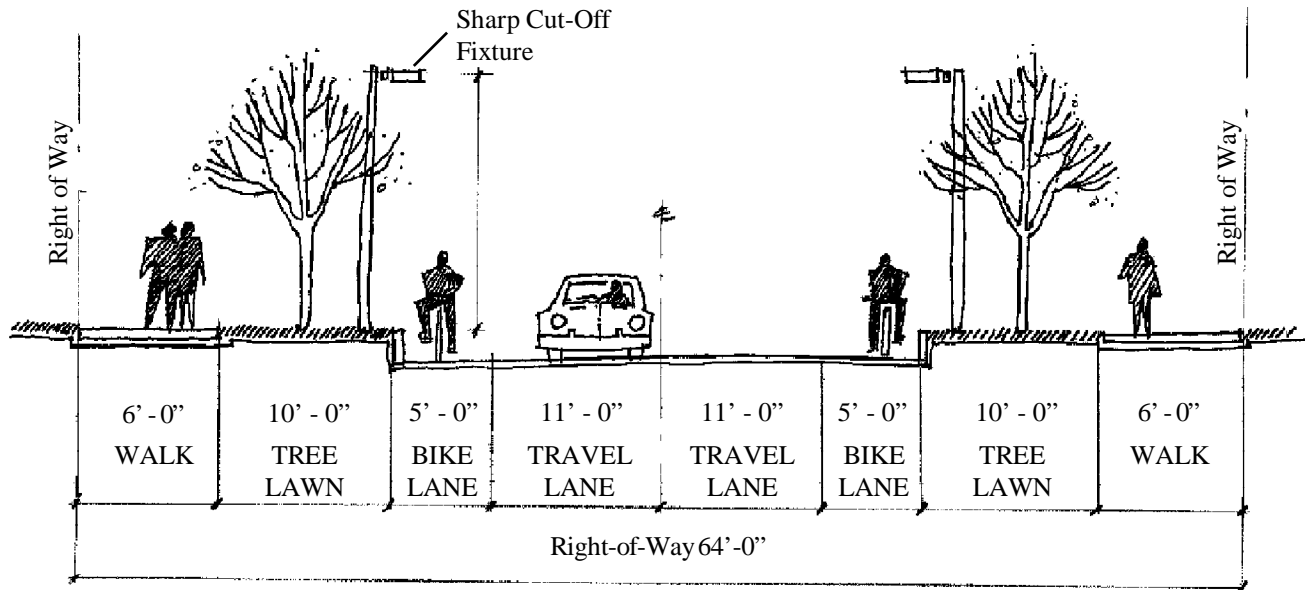 Sharp Cut-Off
Fixture
Right of Way
Right of Way
6’ - 0” 10’ - 0” 5’ - 0” 11’ - 0” 11’ - 0” 5’ - 0” 10’ - 0” 6’ - 0”
WALK TREE BIKE TRAVEL TRAVEL BIKE TREE WALK
LAWN LANE LANE LANE LANE LAWN
Right-of-Way 64’-0”